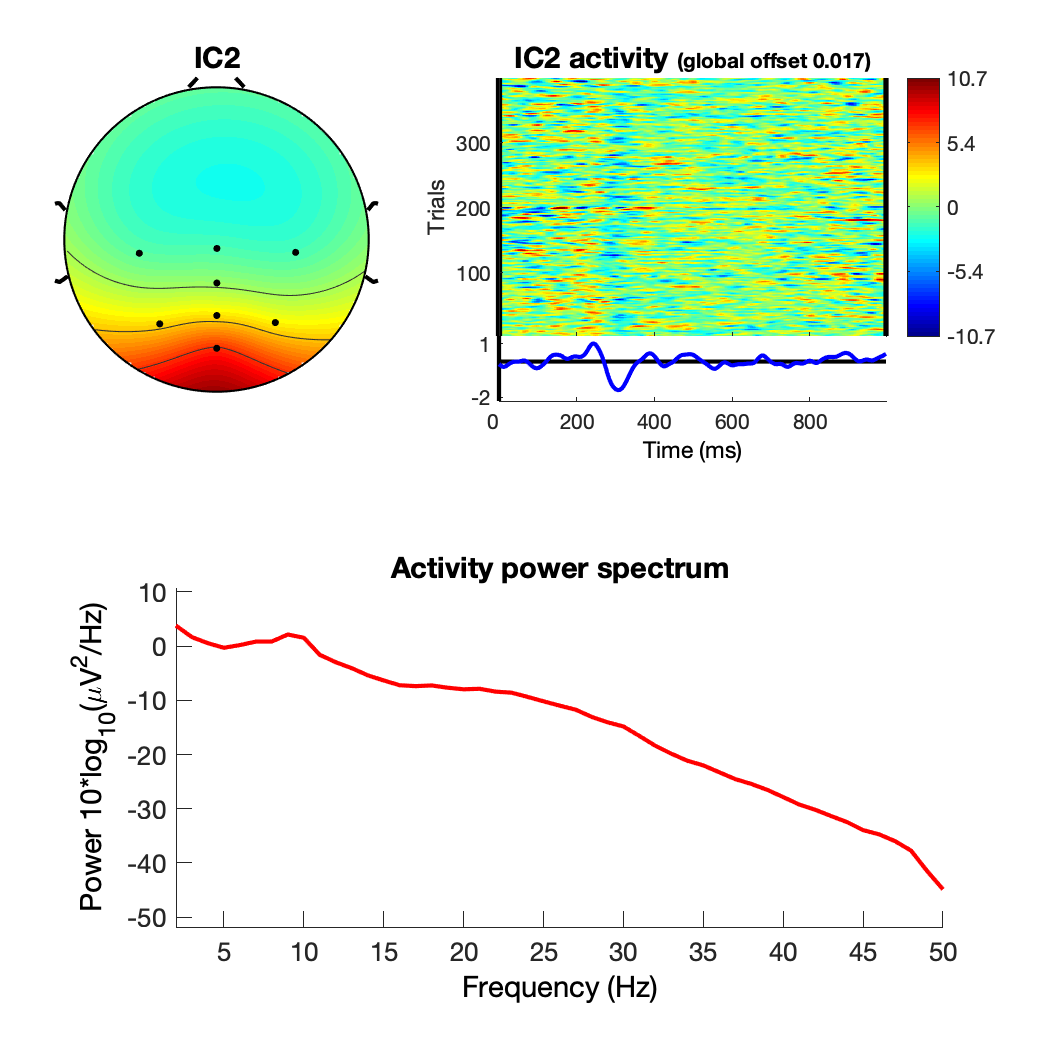 IC2
IC2 activity (global offset 0.017)
Trials
300
200
100
10.7
5.4
0
-5.4
-10.7
1
-2
0 200 400 600 800
Time (ms)
Activity power spectrum
Power 10*log10(μV2/Hz)
10
0
-10
-20
-30
-40
-50
5 10 15 20 25 30 35 40 45 50
Frequency (Hz)